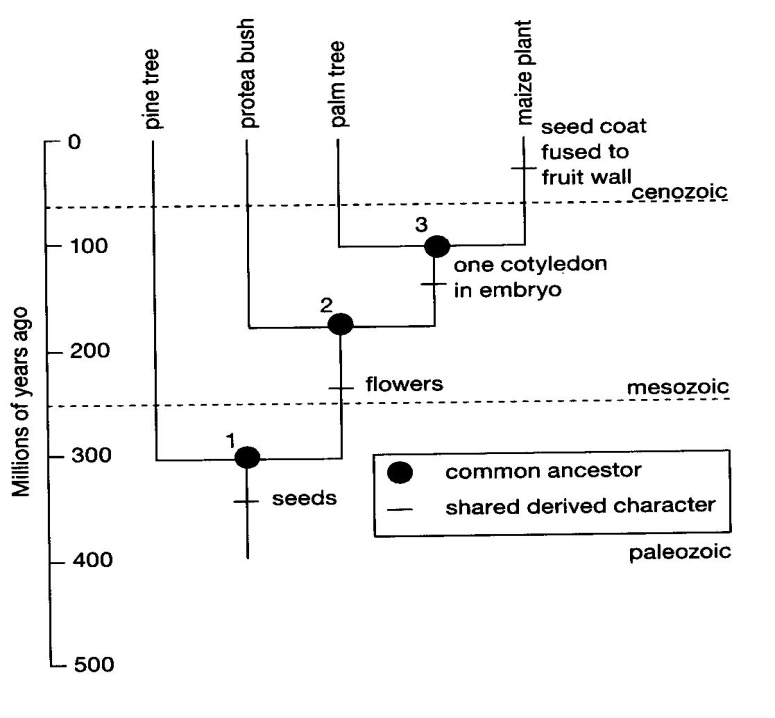 pine tree
protea bush
palm tree
maize plant
seed coat
fused to
fruit wall
cenozoic
0
100
200
300
400
500
Millions of years ago
3
one cotyledon
in embryo
2
flowers
mesozoic
1
seeds
common ancestor
shared derived character
paleozoic